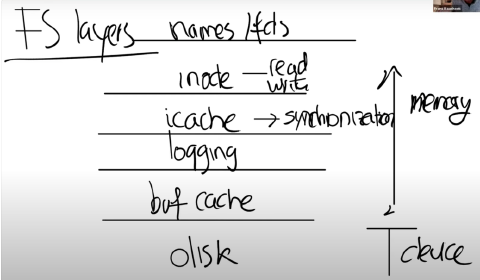 FS layers names/fds
inode — read
write
icache → synchronization
memory
logging
buf cache
disk
device